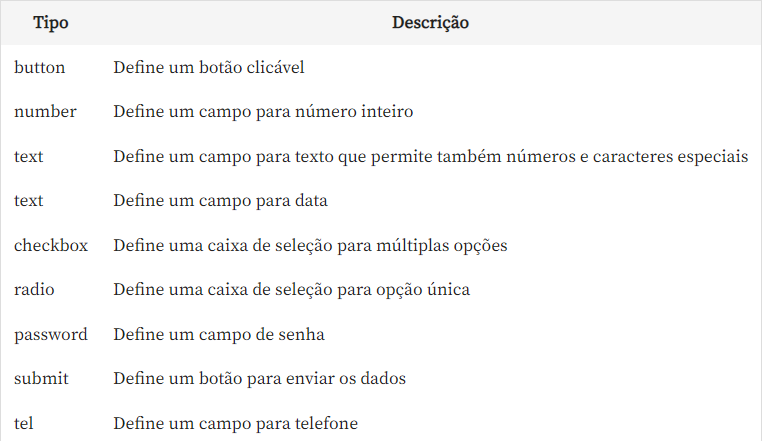 Tipo Descrição
button Define um botão clicável
number Define um campo para número inteiro
text Define um campo para texto que permite também números e caracteres especiais
text Define um campo para data
checkbox Define uma caixa de seleção para múltiplas opções
radio Define uma caixa de seleção para opção única
password Define um campo de senha
submit Define um botão para enviar os dados
tel Define um campo para telefone